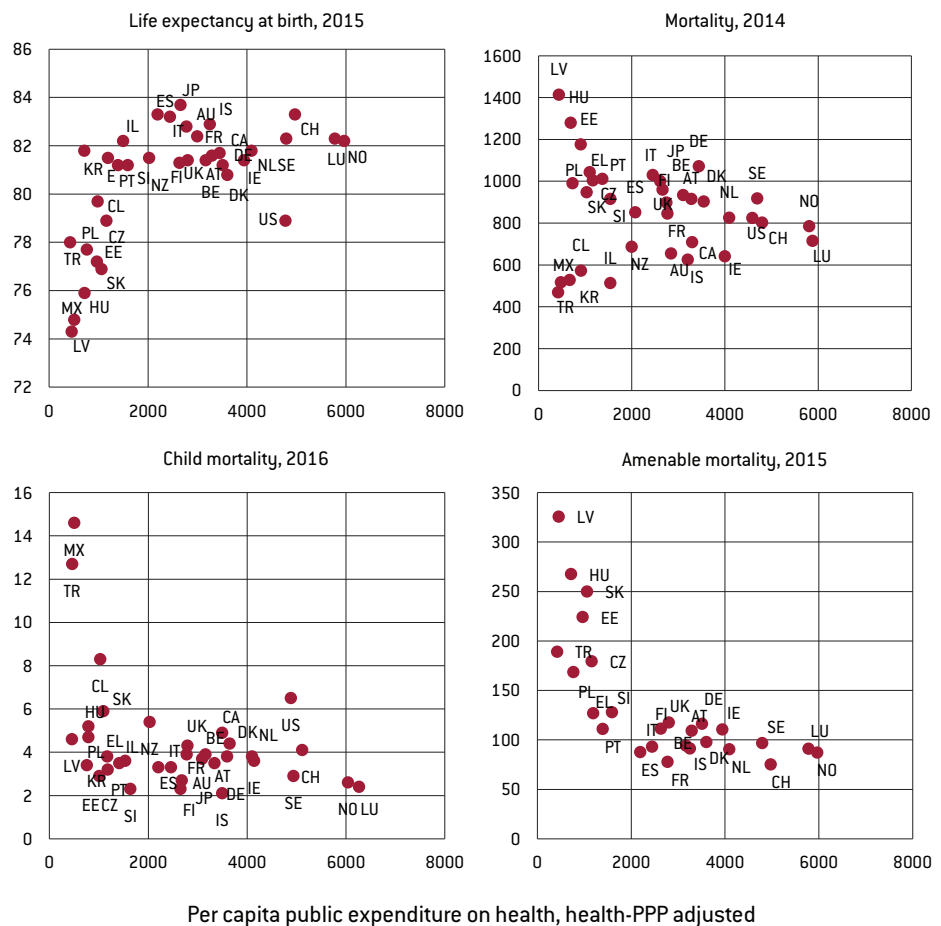 Life expectancy at birth, 2015
86
84
82
80
78
76
74
72
0 2000 4000 6000 8000
JP
ES
IS
AU
IL
IT
CA
CH
FR
DE
KR
E
PT
SI
NZ
FI
UK
AT
NL
SE
LU
NO
BE
DK
IE
CL
US
PL
CZ
TR
EE
SK
MX
HU
LV
Mortality, 2014
1600
1400
1200
1000
800
600
400
200
0
0 2000 4000 6000 8000
LV
HU
EE
DE
IT
JP
EL
PT
BE
PL
SE
ES
FI
AT
DK
NL
CZ
NO
SK
UK
SI
US
CH
FR
CL
IL
CA
LU
MX
NZ
AU
IS
IE
KR
TR
Child mortality, 2016
16
14
12
10
8
6
4
2
0
0 2000 4000 6000 8000
MX
TR
CL
SK
HU
CA
UK
US
DK
EL
BE
NL
PL
IL
NZ
IT
LV
FR
AT
CH
KR
PT
ES
AU
IE
JP
DE
EE
CZ
SI
FI
IS
SE
NO
LU
Amenable mortality, 2015
350
300
250
200
150
100
50
0
0 2000 4000 6000 8000
LV
HU
SK
EE
TR
CZ
PL
EL
SI
UK
DE
FI
AT
IE
IT
SE
LU
PT
BE
NO
ES
IS
DK
NL
CH
FR
Per capita public expenditure on health, health-PPP adjusted